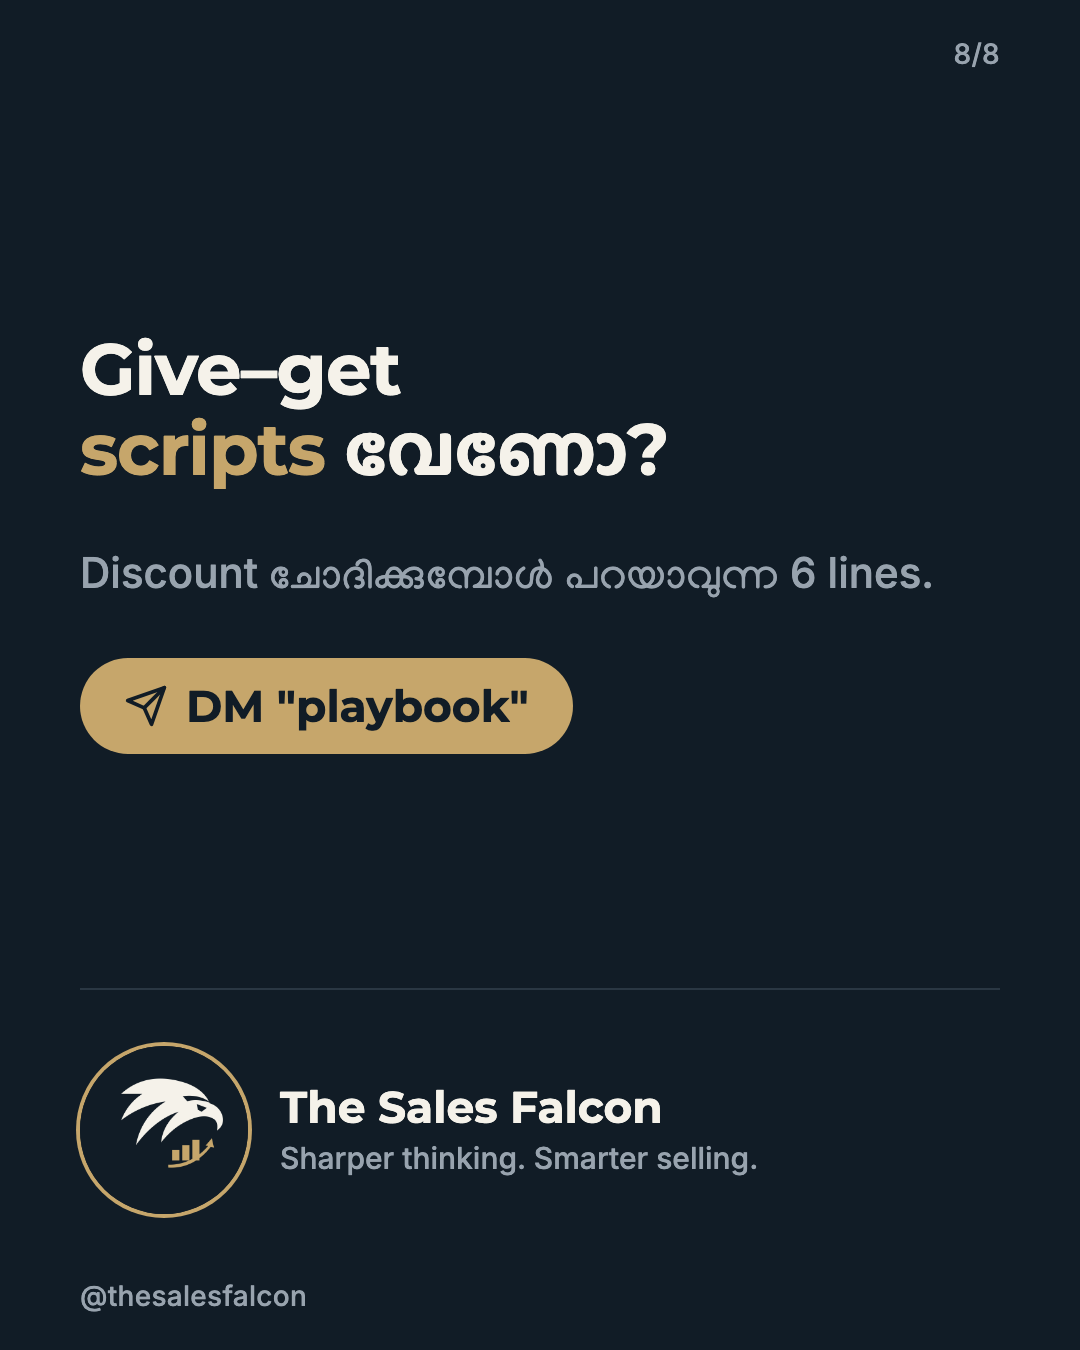 8/8
Give–get
scripts വേണോ?
Discount ചോദിക്കുമ്പോൾ പറയാവുന്ന 6 lines.
DM "playbook"
The Sales Falcon
Sharper thinking. Smarter selling.
@thesalesfalcon